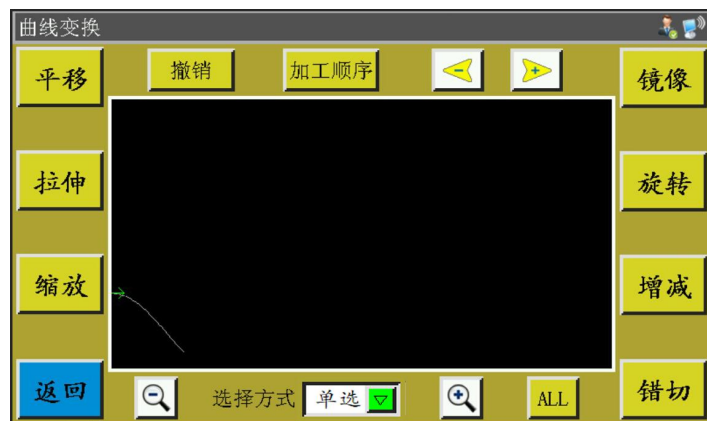 曲线变换
平移
撤销
加工顺序
-
+
镜像
拉伸
旋转
缩放
增减
返回
选择方式
单选
ALL
错切